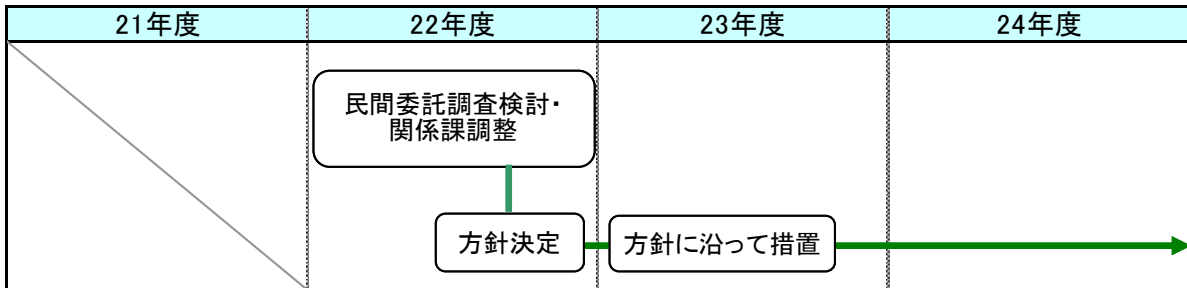 21年度
22年度
23年度
24年度
民間委託調査検討・
関係課調整
方針決定
方針に沿って措置